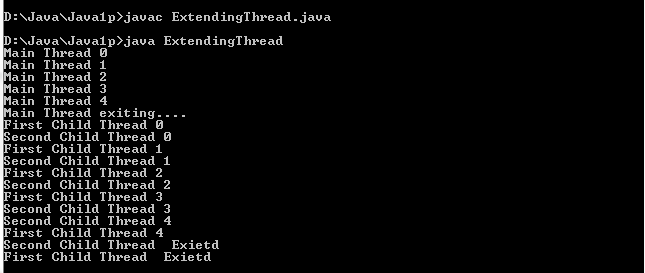 D:\Java\Java1p>javac ExtendingThread.java
D:\Java\Java1p>java ExtendingThread
Main Thread 0
Main Thread 1
Main Thread 2
Main Thread 3
Main Thread 4
Main Thread exiting....
First Child Thread 0
Second Child Thread 0
First Child Thread 1
Second Child Thread 1
First Child Thread 2
Second Child Thread 2
First Child Thread 3
Second Child Thread 3
Second Child Thread 4
First Child Thread 4
Second Child Thread  Exietd
First Child Thread  Exietd